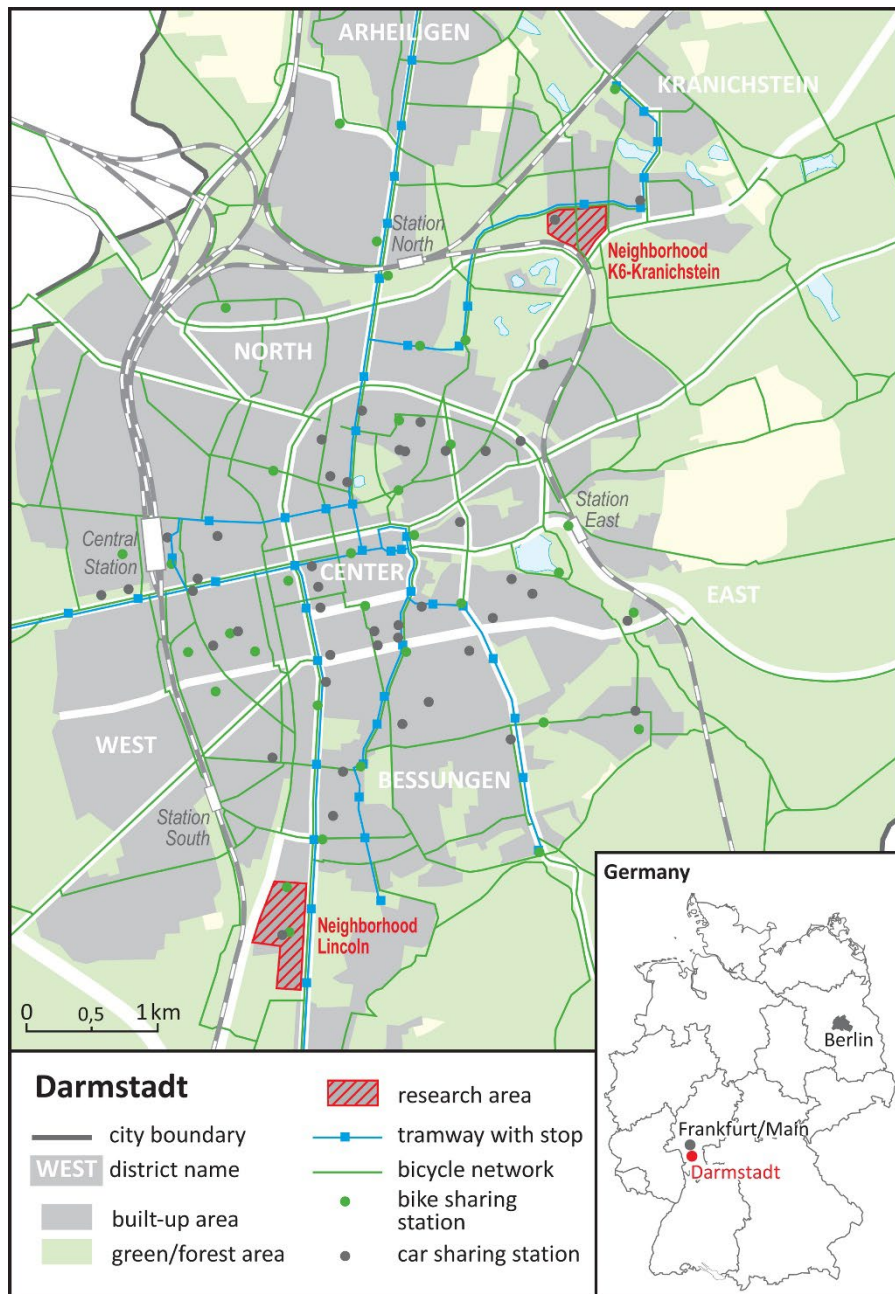 ARHEILIGEN
KRANICHSTEIN
Station
North
Neighborhood
K6-Kranichstein
NORTH
Station
East
Central
Station
CENTER
EAST
WEST
BESSUNGEN
Station
South
Neighborhood
Lincoln
0 0,5 1 km
Germany
Berlin
Frankfurt/Main
Darmstadt
Darmstadt
city boundary
WEST district name
built-up area
green/forest area
research area
tramway with stop
bicycle network
bike sharing
station
car sharing station